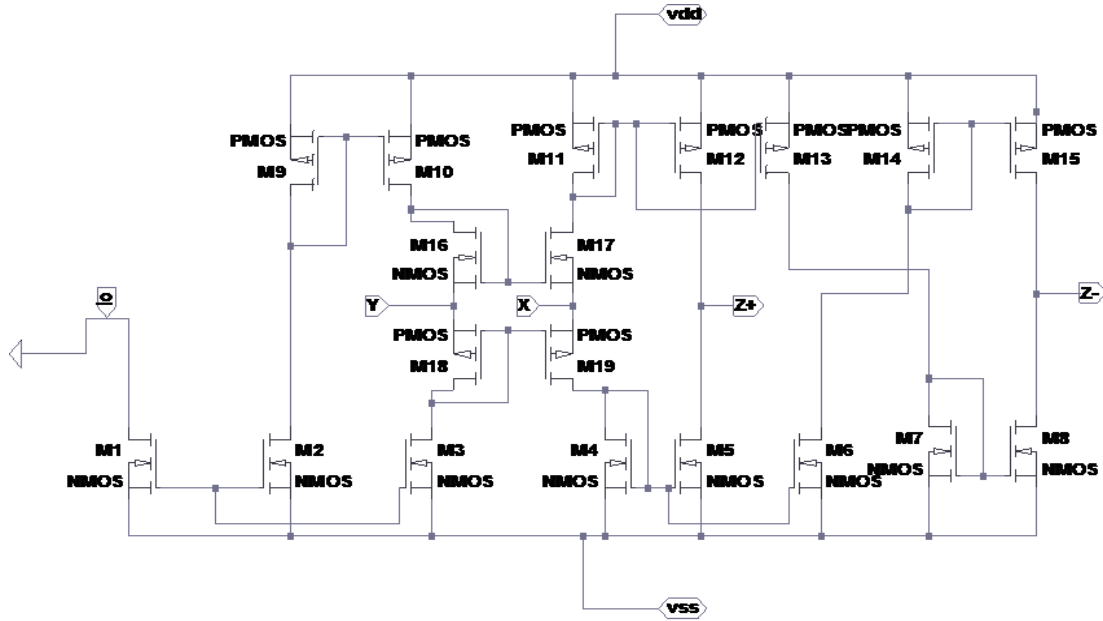 vdd
PMOS
M9
PMOS
M10
PMOS
M11
PMOS
M12
PMOS
M13
PMOS
M14
PMOS
M15
M16
NMOS
M17
NMOS
Io
Y
X
Z+
Z-
PMOS
M18
PMOS
M19
M1
NMOS
M2
NMOS
M3
NMOS
M4
NMOS
M5
NMOS
M6
NMOS
M7
NMOS
M8
NMOS
vss